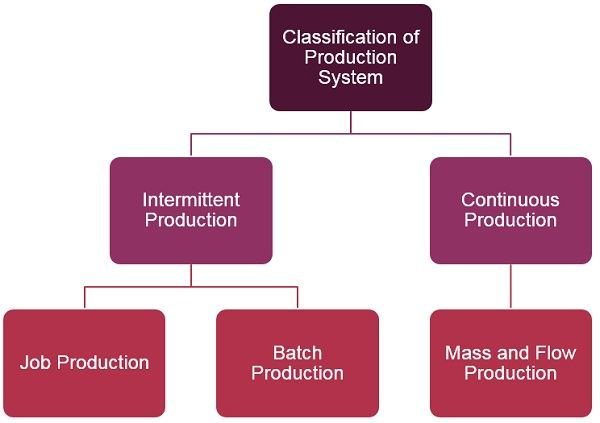 Classification of
Production
System
Intermittent
Production
Continuous
Production
Job Production
Batch
Production
Mass and Flow
Production